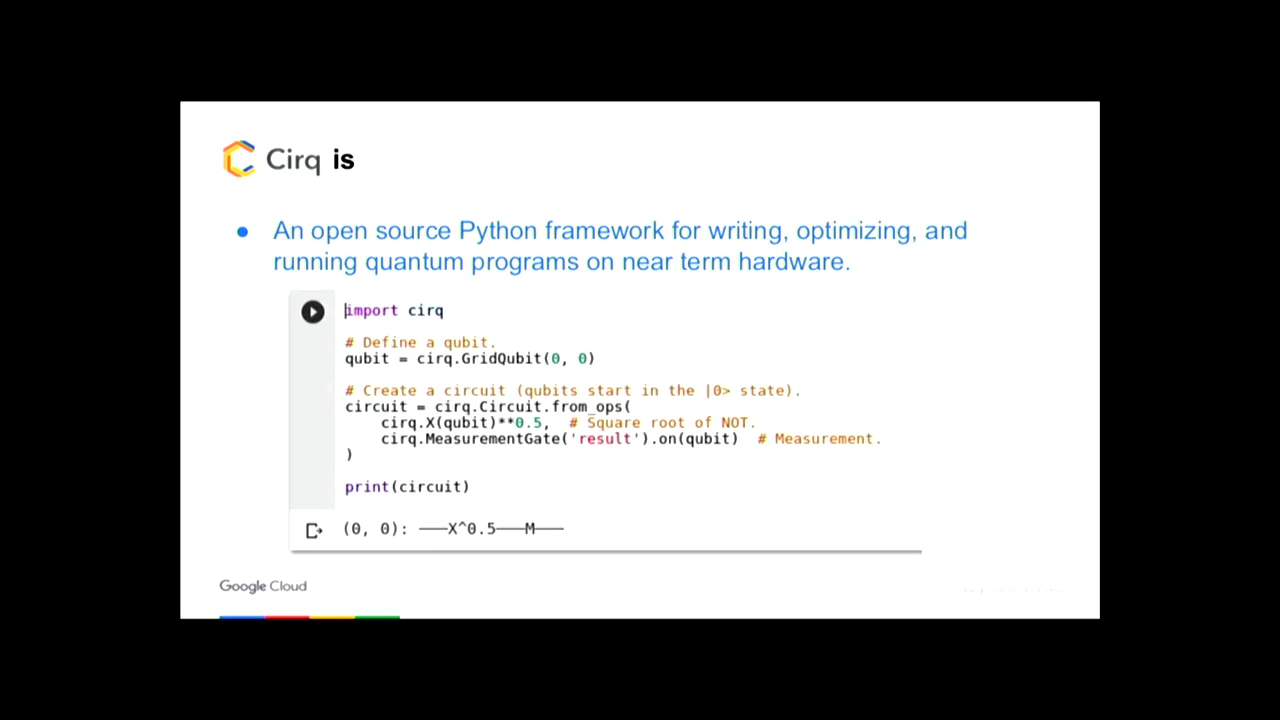 Cirq is
● An open source Python framework for writing, optimizing, and
running quantum programs on near term hardware.
import cirq
# Define a qubit.
qubit = cirq.GridQubit(0, 0)
# Create a circuit (qubits start in the |0> state).
circuit = cirq.Circuit.from_ops(
    cirq.X(qubit)**0.5,  # Square root of NOT.
    cirq.MeasurementGate('result').on(qubit)  # Measurement.
)
print(circuit)
(0, 0): ───X^0.5───M───
Google Cloud